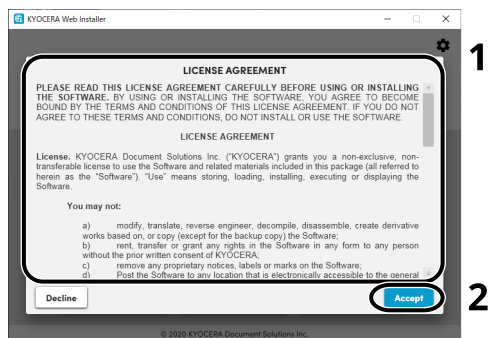 KYOCERA Web Installer
1
LICENSE AGREEMENT
PLEASE READ THIS LICENSE AGREEMENT CAREFULLY BEFORE USING OR INSTALLING
THE SOFTWARE. BY USING OR INSTALLING THE SOFTWARE, YOU AGREE TO BECOME
BOUND BY THE TERMS AND CONDITIONS OF THIS LICENSE AGREEMENT. IF YOU DO NOT
AGREE TO THESE TERMS AND CONDITIONS, DO NOT INSTALL OR USE THE SOFTWARE.
LICENSE AGREEMENT
License. KYOCERA Document Solutions Inc. ("KYOCERA") grants you a non-exclusive, non-
transferable license to use the Software and related materials included in this package (all referred to
herein as the "Software"). "Use" means storing, loading, installing, executing or displaying the
Software.
You may not:
a) modify, translate, reverse engineer, decompile, disassemble, create derivative
works based on, or copy (except for the backup copy) the Software;
b) rent, transfer or grant any rights in the Software in any form to any person
without the prior written consent of KYOCERA;
c) remove any proprietary notices, labels or marks on the Software;
d) Post the Software to any location that is electronically accessible to the general
Decline
Accept
2
© 2020 KYOCERA Document Solutions Inc.